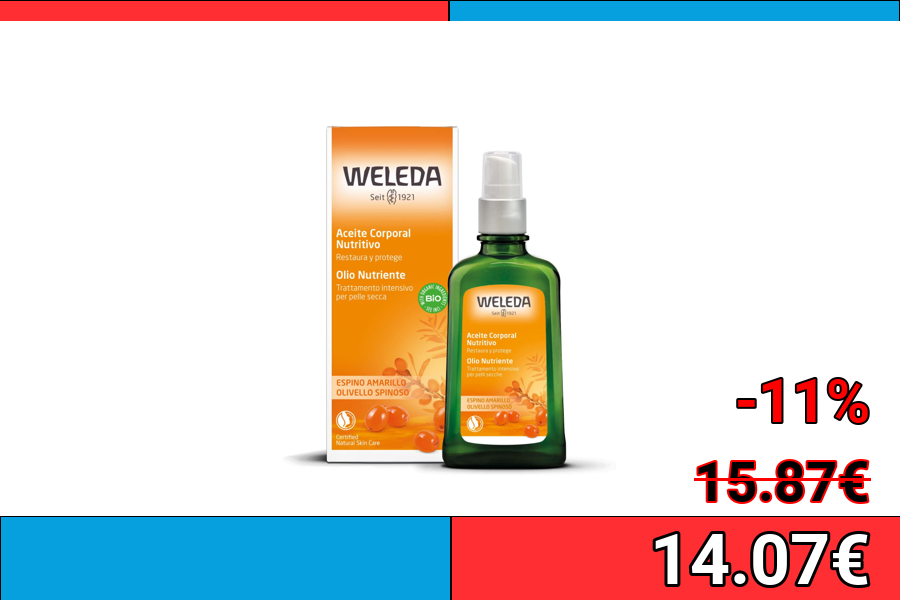 WELEDA
Seit 1921
Aceite Corporal
Nutritivo
Restaura y protege
Olio Nutriente
Trattamento intensivo
per pelle secca
Bio
ESPINO AMARILLO
OLIVELLO SPINOSO
Certified
Natural Skin Care
WELEDA
Seit 1921
Aceite Corporal
Nutritivo
Restaura y protege
Olio Nutriente
Trattamento intensivo
per pelle secca
ESPINO AMARILLO
OLIVELLO SPINOSO
-11%
15.87€
14.07€